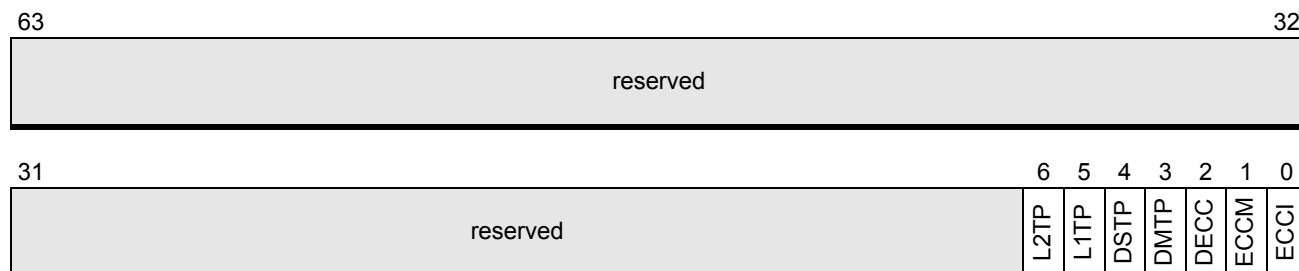 63 32
reserved
31 6 5 4 3 2 1 0
reserved L2TP L1TP DSTP DMTP DECC ECCM ECCI